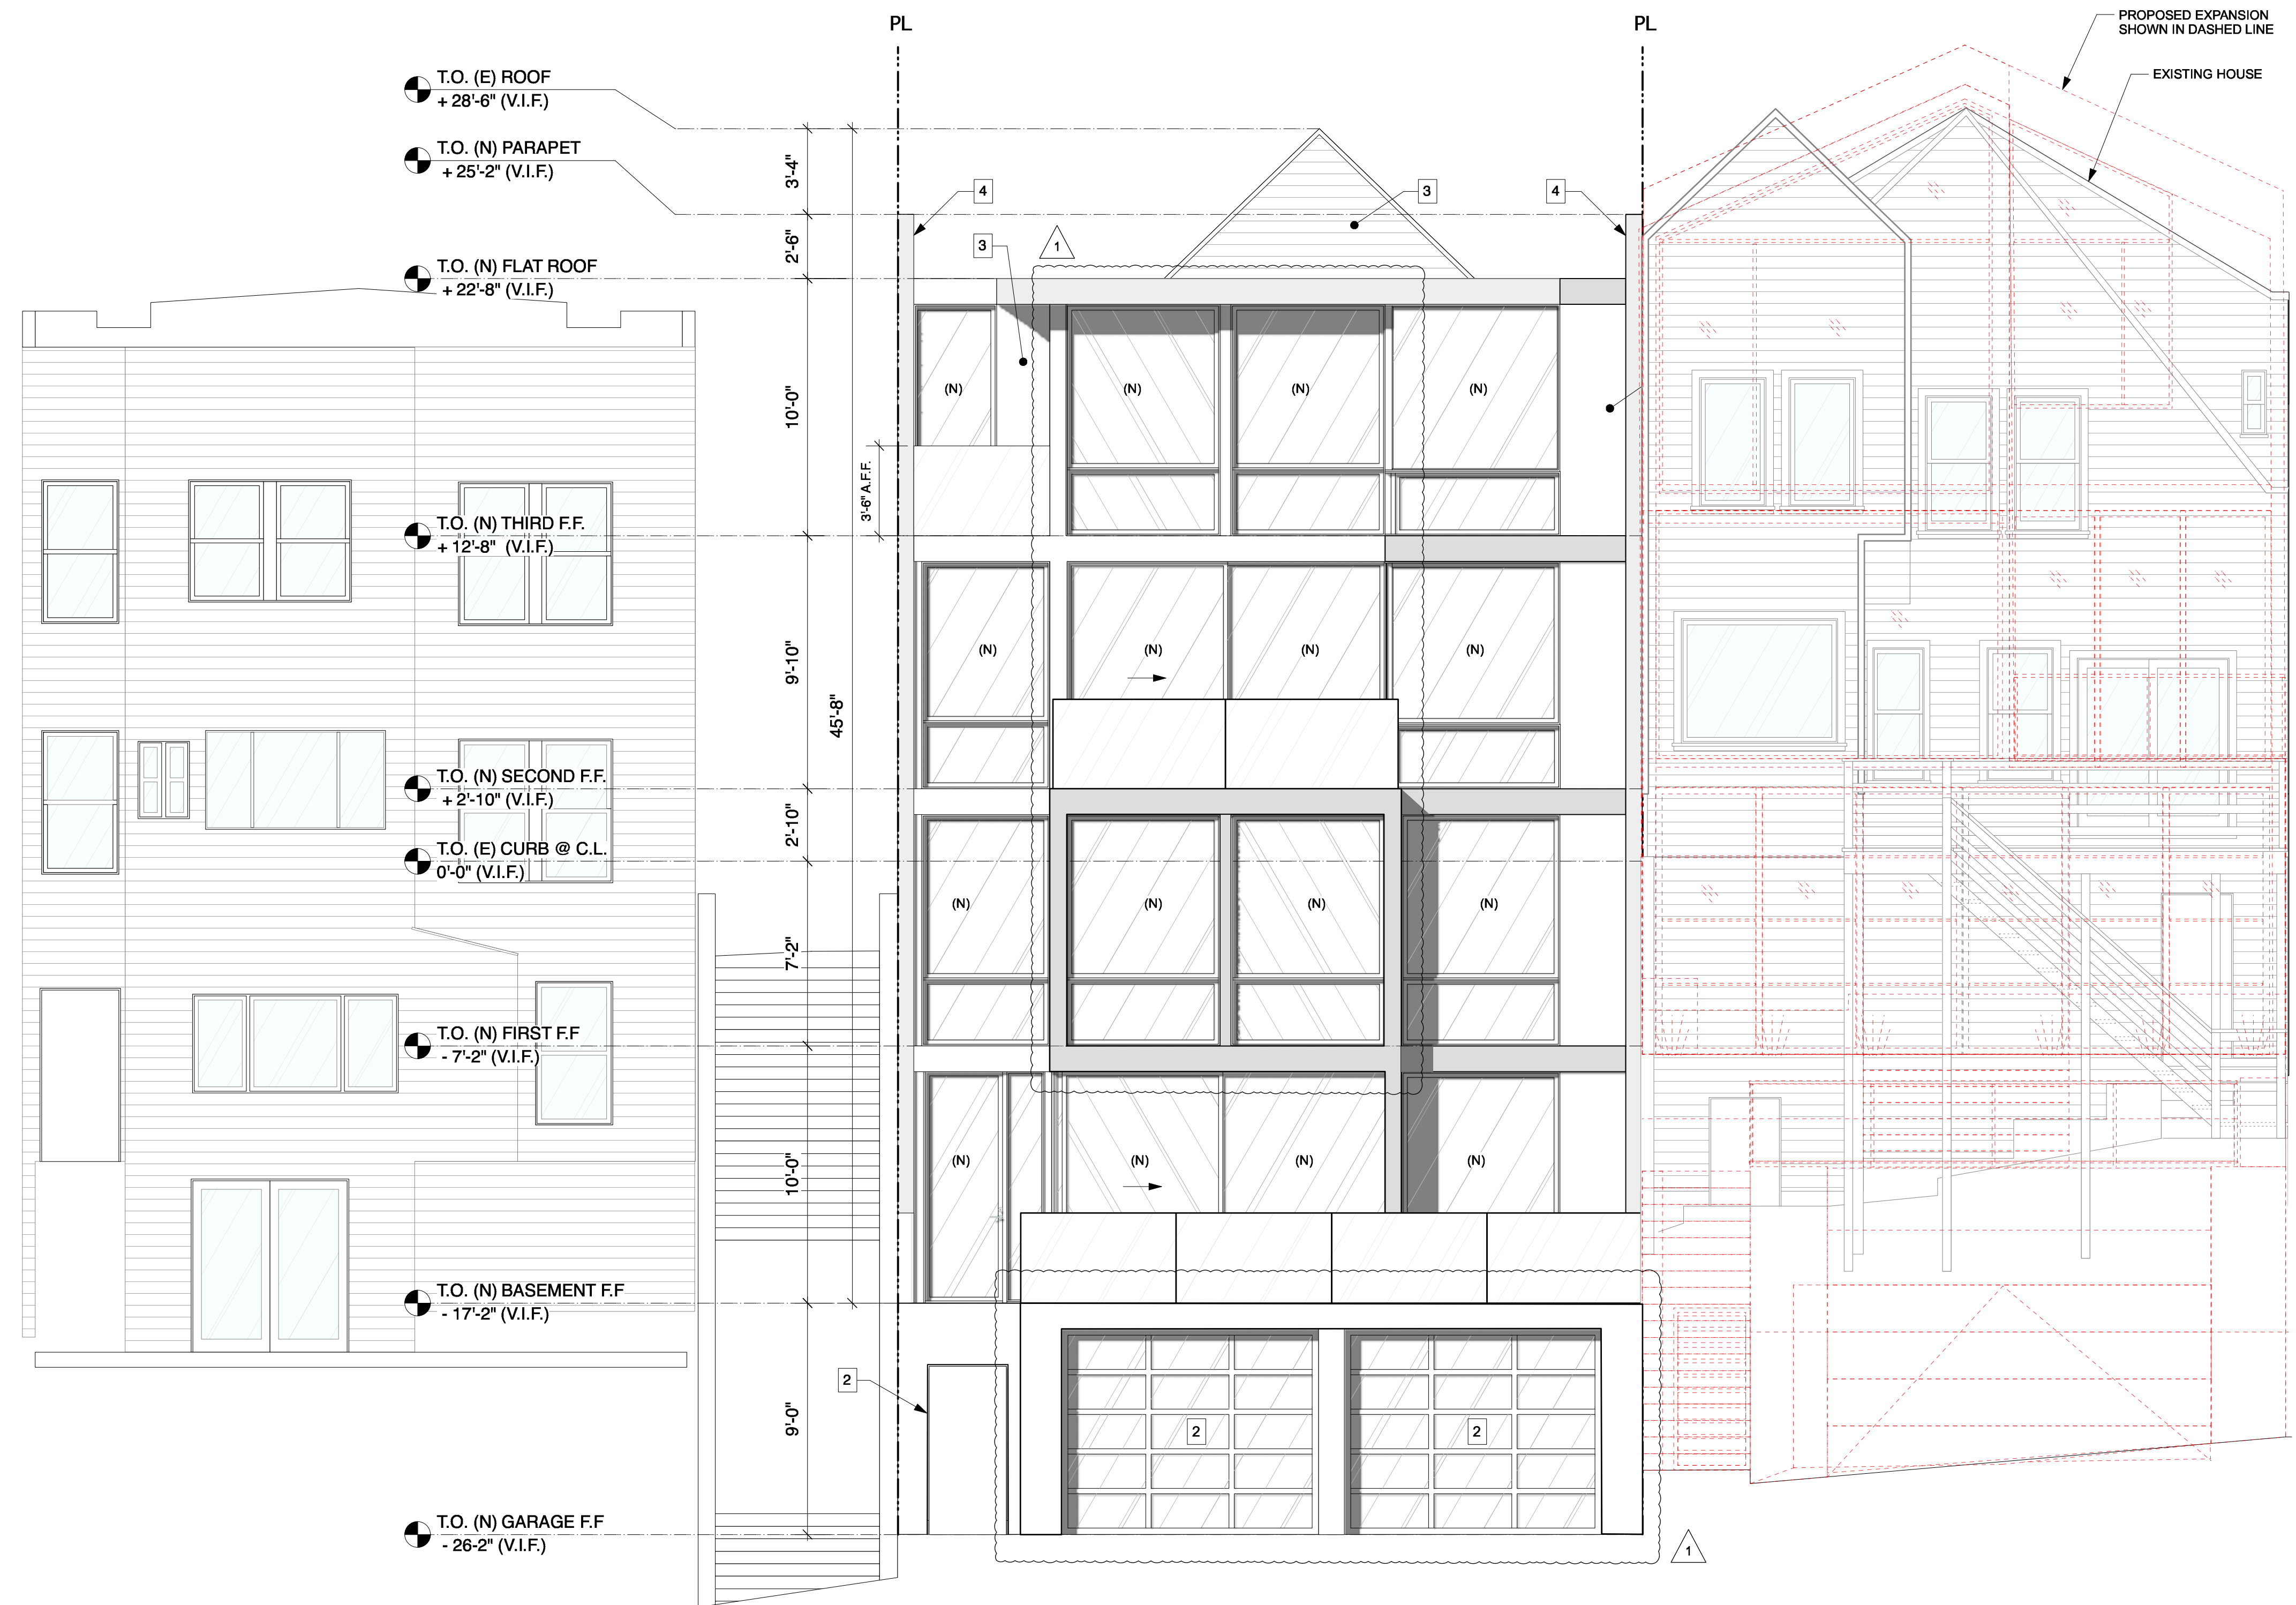 PL
PL
PROPOSED EXPANSION
SHOWN IN DASHED LINE
EXISTING HOUSE
T.O. (E) ROOF
+ 28'-6" (V.I.F.)
T.O. (N) PARAPET
+ 25'-2" (V.I.F.)
3'-4"
4
3
4
2'-6"
3
1
T.O. (N) FLAT ROOF
+ 22'-8" (V.I.F.)
10'-0"
(N)
(N)
(N)
(N)
3'-6" A.F.F.
T.O. (N) THIRD F.F.
+ 12'-8" (V.I.F.)
9'-10"
45'-8"
(N)
(N)
(N)
(N)
T.O. (N) SECOND F.F.
+ 2'-10" (V.I.F.)
2'-10"
T.O. (E) CURB @ C.L.
0'-0" (V.I.F.)
(N)
(N)
(N)
(N)
7'-2"
T.O. (N) FIRST F.F
- 7'-2" (V.I.F.)
10'-0"
(N)
(N)
(N)
(N)
T.O. (N) BASEMENT F.F
- 17'-2" (V.I.F.)
2
9'-0"
2
2
T.O. (N) GARAGE F.F
- 26-2" (V.I.F.)
1